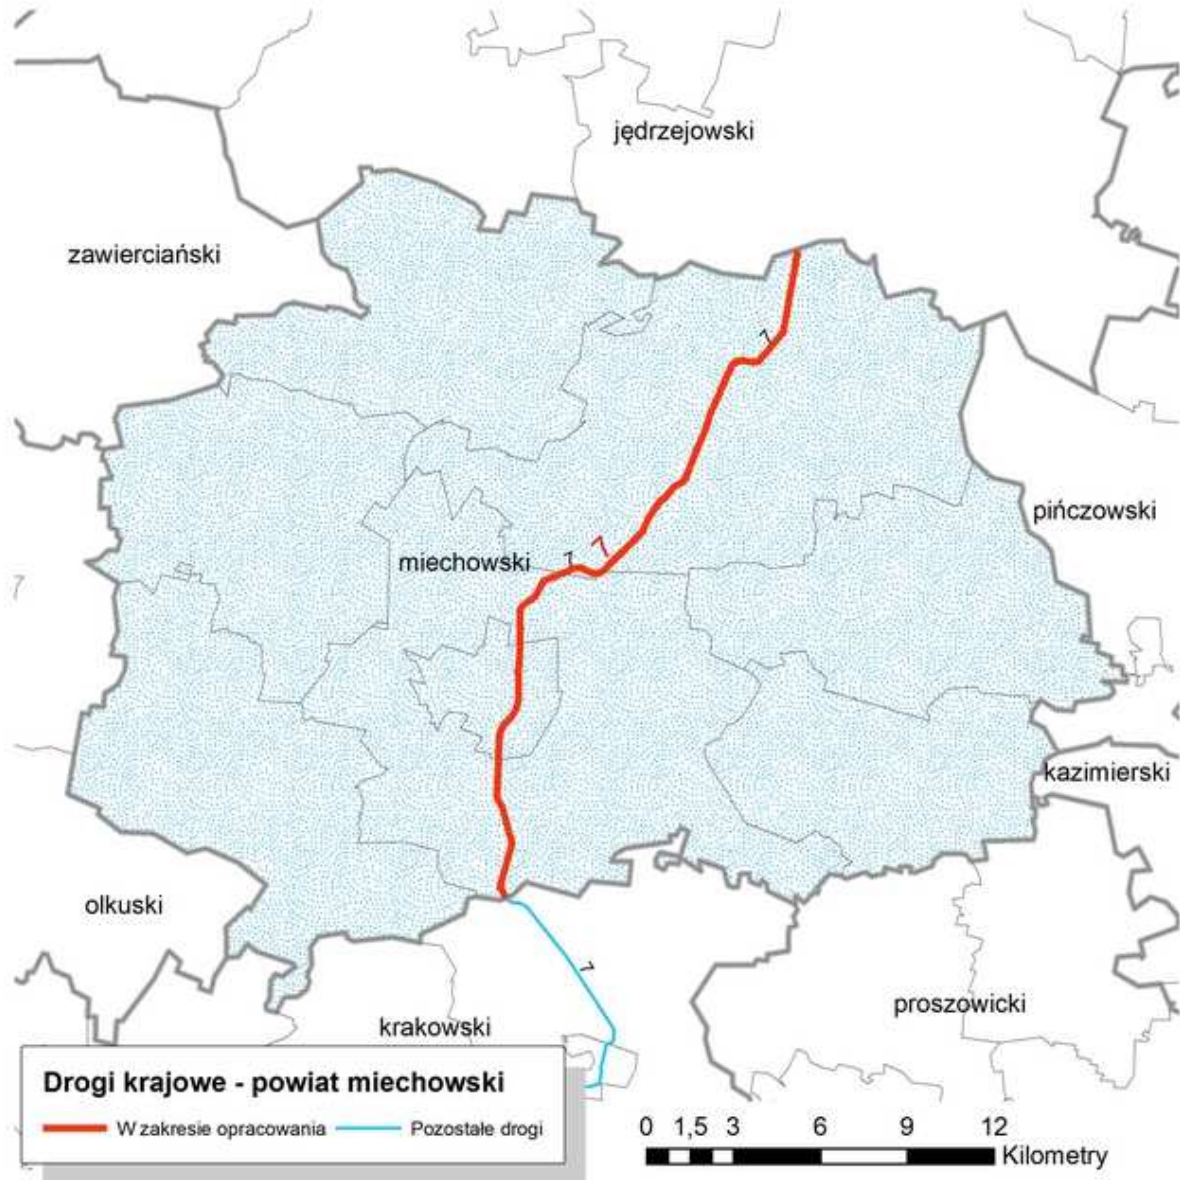 jędrzejowski
zawierciański
7
pińczowski
7
7
miechowski
7
kazimierski
olkuski
7
proszowicki
krakowski
Drogi krajowe - powiat miechowski
W zakresie opracowania
Pozostałe drogi
0 1,5 3 6 9 12
Kilometry